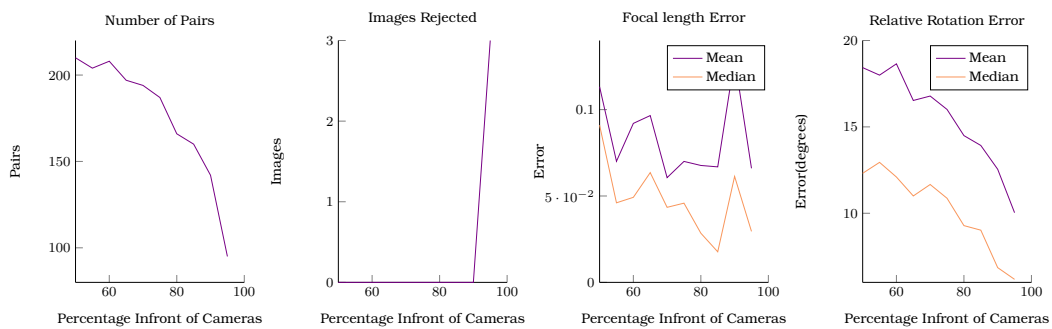 Number of Pairs
200
150
100
60
80
100
Pairs
Percentage Infront of Cameras
Images Rejected
3
2
1
0
60
80
100
Images
Percentage Infront of Cameras
Focal length Error
Mean
Median
0.1
5 · 10⁻²
0
60
80
100
Error
Percentage Infront of Cameras
Relative Rotation Error
Mean
Median
20
15
10
60
80
100
Error(degrees)
Percentage Infront of Cameras